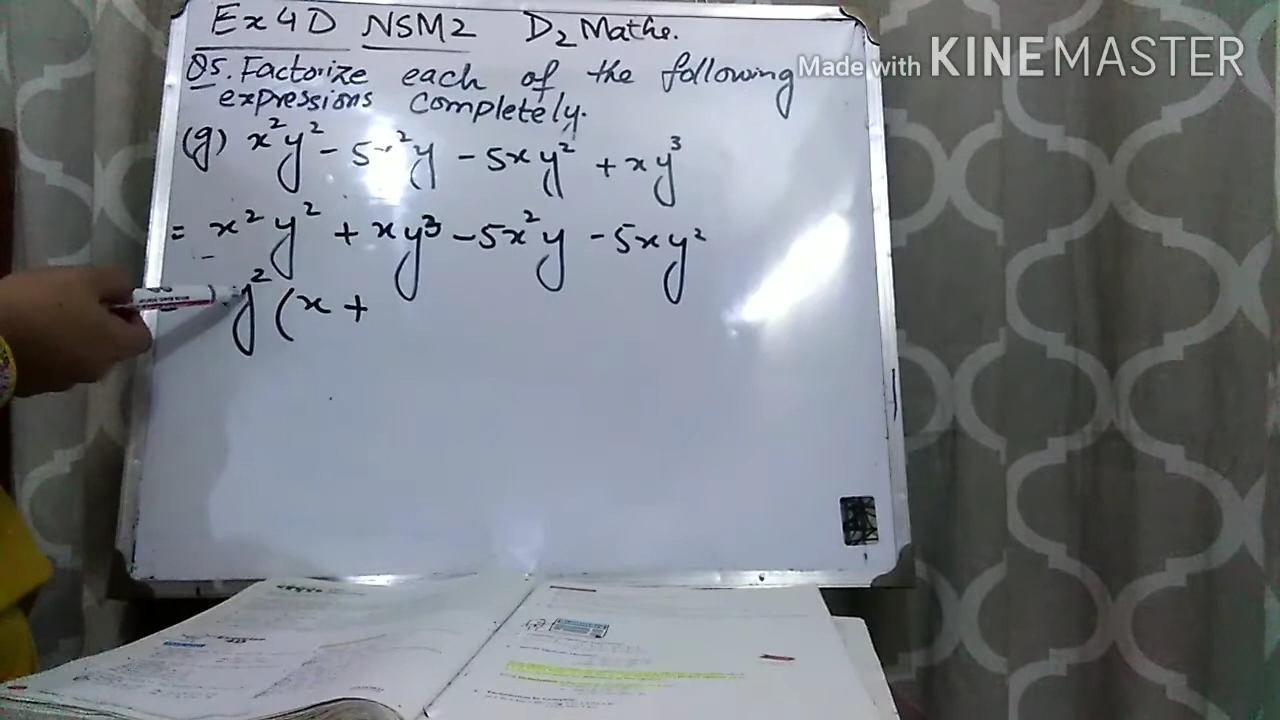 Ex 4D NSM2 D₂ Maths.
Made with KINEMASTER
Q5. Factorize each of the following
expressions completely.
(g) x²y² - 5x²y - 5xy² + xy³
= x²y² + xy³ - 5x²y - 5xy²
y² (x +